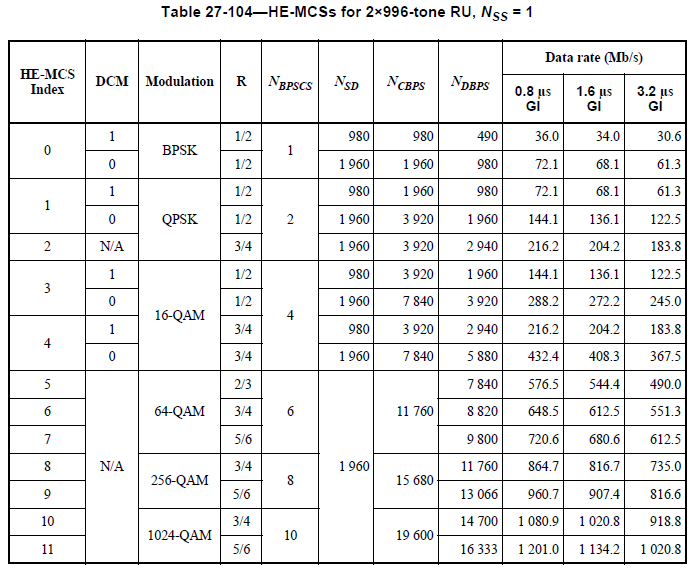 Table 27-104—HE-MCSs for 2×996-tone RU, NSS = 1
HE-MCS Index DCM Modulation R NBPSCS NSD NCBPS NDBPS Data rate (Mb/s)
0.8 µs GI 1.6 µs GI 3.2 µs GI
0 1 BPSK 1/2 1 980 980 490 36.0 34.0 30.6
0 1/2 1 960 980 72.1 68.1 61.3
1 1 QPSK 1/2 2 980 1 960 980 72.1 68.1 61.3
0 1/2 1 960 3 920 1 960 144.1 136.1 122.5
2 N/A 3/4 1 960 3 920 2 940 216.2 204.2 183.8
3 1 16-QAM 1/2 4 980 3 920 1 960 144.1 136.1 122.5
0 1/2 1 960 7 840 3 920 288.2 272.2 245.0
4 1 3/4 980 3 920 2 940 216.2 204.2 183.8
0 3/4 1 960 7 840 5 880 432.4 408.3 367.5
5 N/A 64-QAM 2/3 6 1 960 11 760 7 840 576.5 544.4 490.0
6 3/4 8 820 648.5 612.5 551.3
7 5/6 9 800 720.6 680.6 612.5
8 256-QAM 3/4 8 15 680 11 760 864.7 816.7 735.0
9 5/6 13 066 960.7 907.4 816.6
10 1024-QAM 3/4 10 19 600 14 700 1 080.9 1 020.8 918.8
11 5/6 16 333 1 201.0 1 134.2 1 020.8